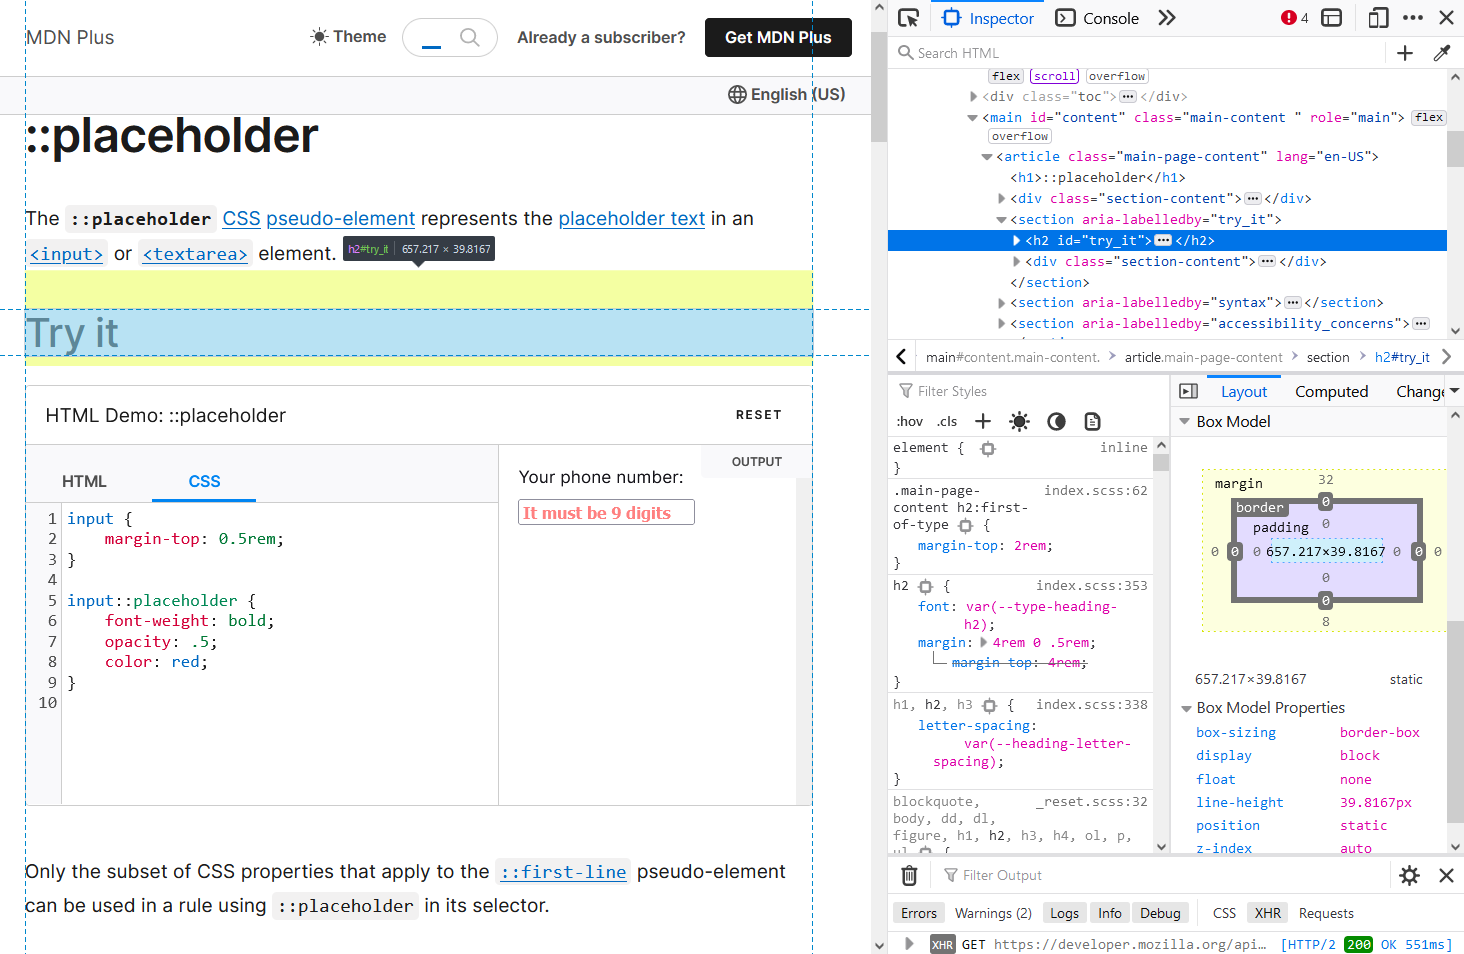 MDN Plus
Theme
Already a subscriber?
Get MDN Plus
English (US)
::placeholder
The ::placeholder CSS pseudo-element represents the placeholder text in an
<input> or <textarea> element.
h2#try_it 657.217 × 39.8167
Try it
HTML Demo: ::placeholder
RESET
HTML
CSS
1 input {
2 margin-top: 0.5rem;
3 }
4
5 input::placeholder {
6 font-weight: bold;
7 opacity: .5;
8 color: red;
9 }
10
OUTPUT
Your phone number:
It must be 9 digits
Only the subset of CSS properties that apply to the ::first-line pseudo-element
can be used in a rule using ::placeholder in its selector.
Inspector
Console
4
Search HTML
flex scroll overflow
<div class="toc"> </div>
<main id="content" class="main-content " role="main"> flex
overflow
<article class="main-page-content" lang="en-US">
<h1>::placeholder</h1>
<div class="section-content"> </div>
<section aria-labelledby="try_it">
<h2 id="try_it"> </h2>
<div class="section-content"> </div>
</section>
<section aria-labelledby="syntax"> </section>
<section aria-labelledby="accessibility_concerns">
main#content.main-content.
article.main-page-content
section
h2#try_it
Filter Styles
:hov .cls
element { inline
}
.main-page- index.scss:62
content h2:first-
of-type {
margin-top: 2rem;
}
h2 { index.scss:353
font: var(--type-heading-
h2);
margin: 4rem 0 .5rem;
margin-top: 4rem;
}
h1, h2, h3 { index.scss:338
letter-spacing:
var(--heading-letter-
spacing);
}
blockquote, _reset.scss:32
body, dd, dl,
figure, h1, h2, h3, h4, ol, p,
ul {
Layout
Computed
Change
Box Model
margin 32
border 0
padding 0
0 0 0 657.217×39.8167 0 0 0
0
0
8
657.217×39.8167 static
Box Model Properties
box-sizing border-box
display block
float none
line-height 39.8167px
position static
z-index auto
Filter Output
Errors Warnings (2) Logs Info Debug CSS XHR Requests
XHR GET https://developer.mozilla.org/api… [HTTP/2 200 OK 551ms]